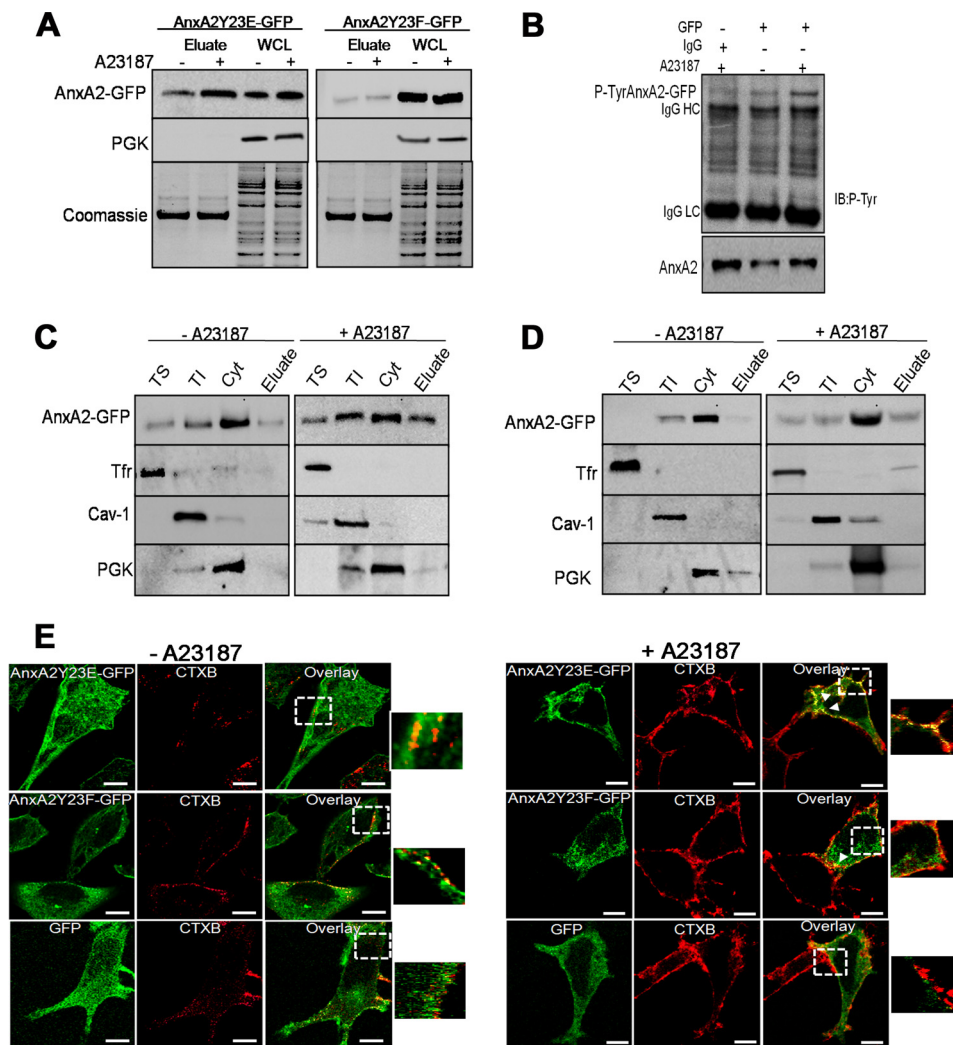 A
AnxA2Y23E-GFP AnxA2Y23F-GFP
Eluate WCL Eluate WCL
A23187 - + - + - + - +
AnxA2-GFP
PGK
Coomassie
B
GFP - + +
IgG + - -
A23187 + - +
P-TyrAnxA2-GFP
IgG HC
IgG LC
IB:P-Tyr
AnxA2
C
- A23187 + A23187
TS TI Cyt Eluate TS TI Cyt Eluate
AnxA2-GFP
Tfr
Cav-1
PGK
D
- A23187 + A23187
TS TI Cyt Eluate TS TI Cyt Eluate
AnxA2-GFP
Tfr
Cav-1
PGK
E
- A23187 + A23187
AnxA2Y23E-GFP CTXB Overlay AnxA2Y23E-GFP CTXB Overlay
AnxA2Y23F-GFP CTXB Overlay AnxA2Y23F-GFP CTXB Overlay
GFP CTXB Overlay GFP CTXB Overlay